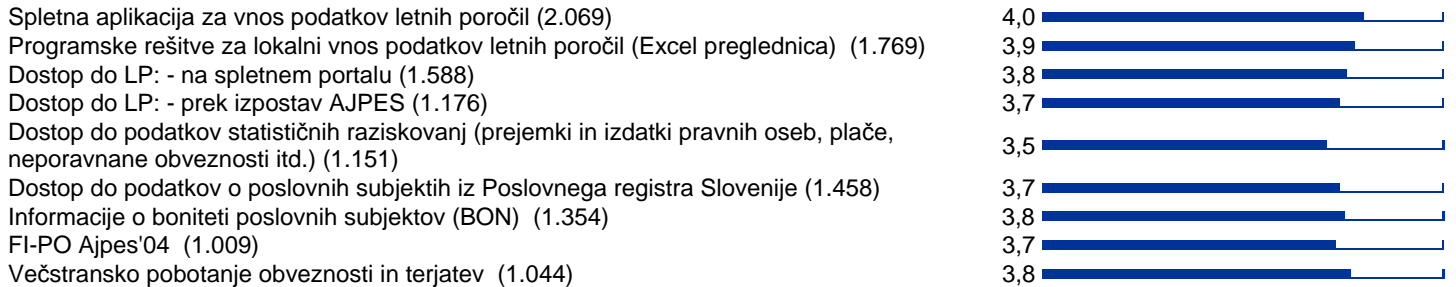 Spletna aplikacija za vnos podatkov letnih poročil (2.069) 4,0
Programske rešitve za lokalni vnos podatkov letnih poročil (Excel preglednica) (1.769) 3,9
Dostop do LP: - na spletnem portalu (1.588) 3,8
Dostop do LP: - prek izpostav AJPES (1.176) 3,7
Dostop do podatkov statističnih raziskovanj (prejemki in izdatki pravnih oseb, plače,
neporavnane obveznosti itd.) (1.151) 3,5
Dostop do podatkov o poslovnih subjektih iz Poslovnega registra Slovenije (1.458) 3,7
Informacije o boniteti poslovnih subjektov (BON) (1.354) 3,8
FI-PO Ajpes'04 (1.009) 3,7
Večstransko pobotanje obveznosti in terjatev (1.044) 3,8